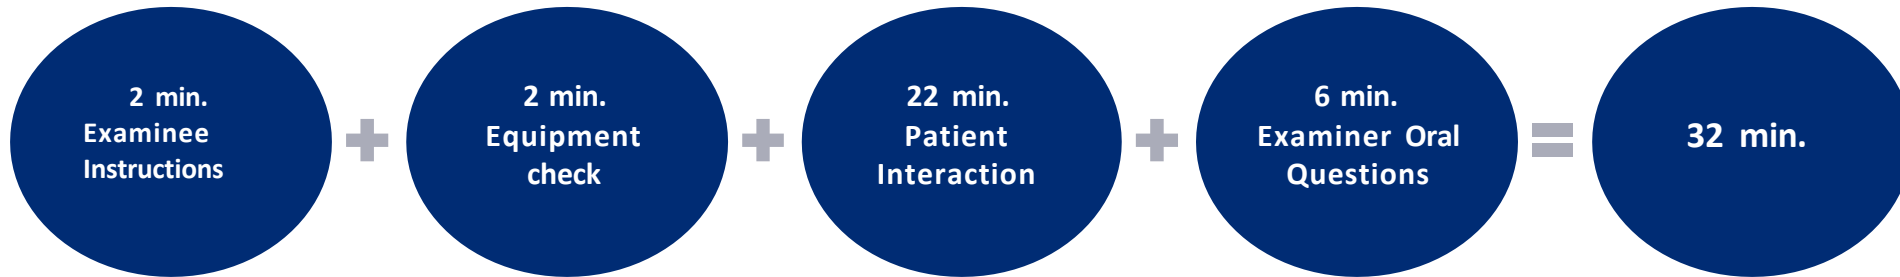 2 min.
Examinee
Instructions
2 min.
Equipment
check
22 min.
Patient
Interaction
6 min.
Examiner Oral
Questions
32 min.